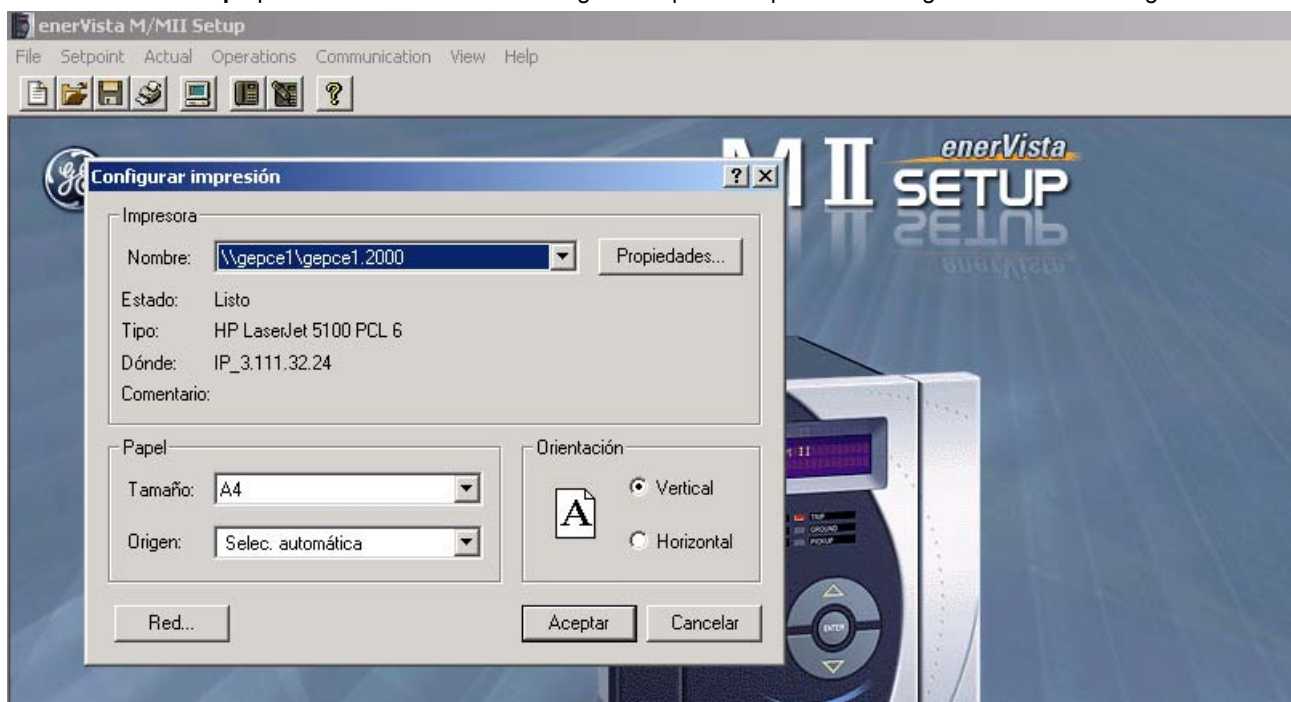 enerVista M/MII Setup
File Setpoint Actual Operations Communication View Help
MII enerVista
SETUP
Configurar impresión
Impresora
Nombre: \\gepce1\gepce1.2000 Propiedades...
Estado: Listo
Tipo: HP LaserJet 5100 PCL 6
Dónde: IP_3.111.32.24
Comentario:
Papel
Tamaño: A4
Origen: Selec. automática
Orientación
A
Vertical
Horizontal
Red... Aceptar Cancelar
TRIP
GROUND
PICKUP
ENTER